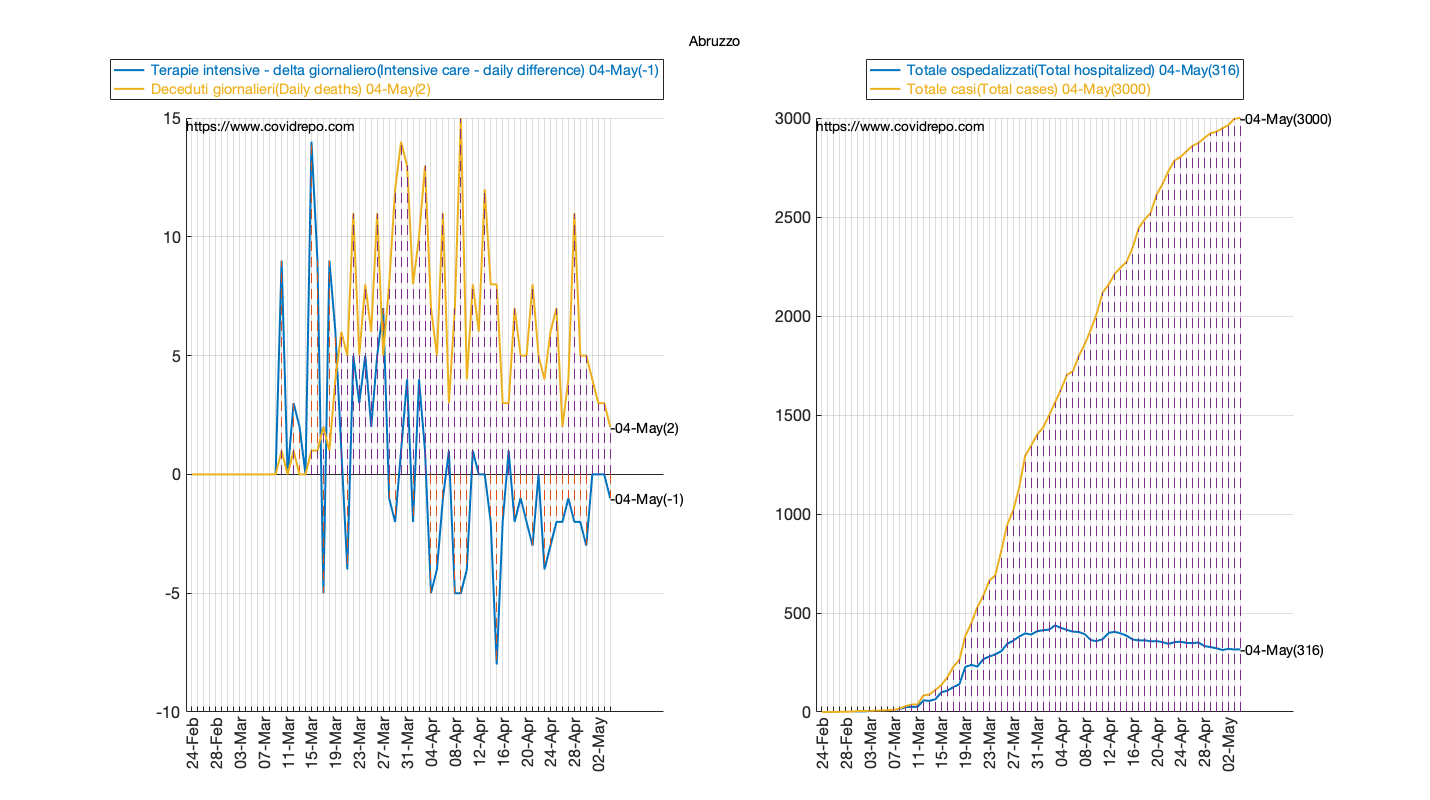 Abruzzo
Terapie intensive - delta giornaliero(Intensive care - daily difference) 04-May(-1)
Deceduti giornalieri(Daily deaths) 04-May(2)
https://www.covidrepo.com
15
10
5
0
-5
-10
04-May(2)
04-May(-1)
24-Feb
28-Feb
03-Mar
07-Mar
11-Mar
15-Mar
19-Mar
23-Mar
27-Mar
31-Mar
04-Apr
08-Apr
12-Apr
16-Apr
20-Apr
24-Apr
28-Apr
02-May
Totale ospedalizzati(Total hospitalized) 04-May(316)
Totale casi(Total cases) 04-May(3000)
https://www.covidrepo.com
3000
2500
2000
1500
1000
500
0
04-May(3000)
04-May(316)
24-Feb
28-Feb
03-Mar
07-Mar
11-Mar
15-Mar
19-Mar
23-Mar
27-Mar
31-Mar
04-Apr
08-Apr
12-Apr
16-Apr
20-Apr
24-Apr
28-Apr
02-May